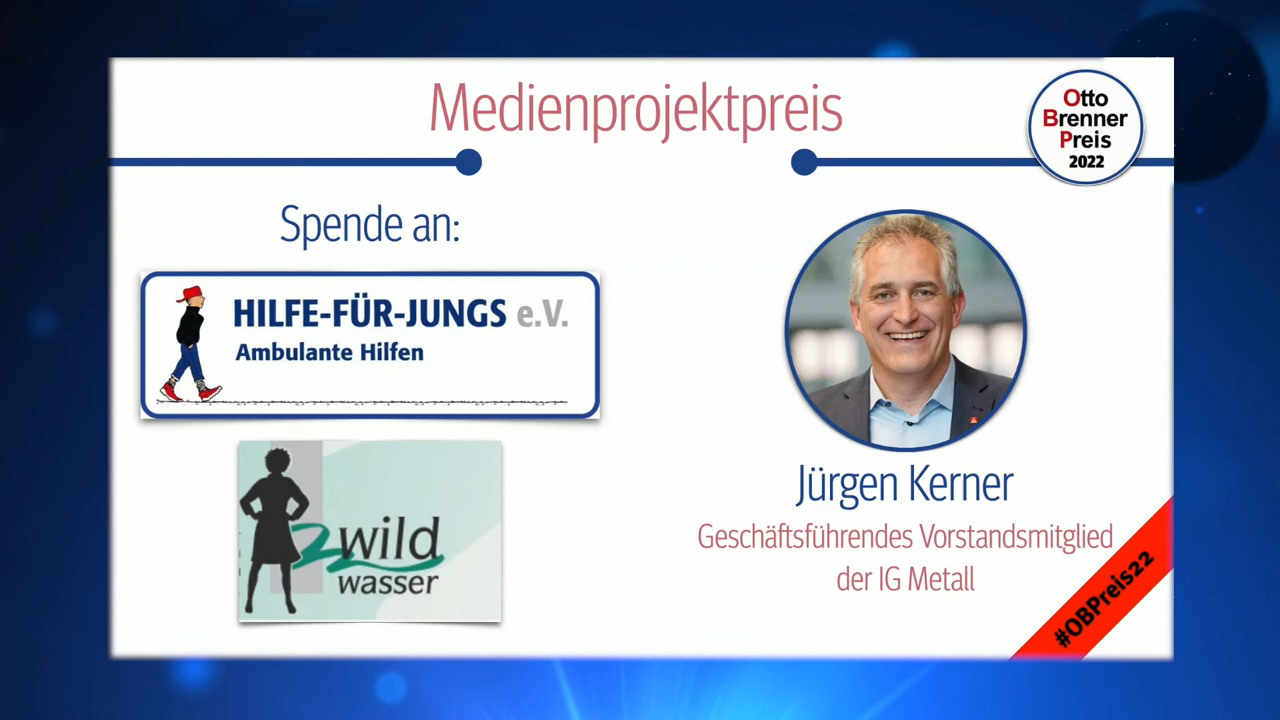 Medienprojektpreis
Otto
Brenner
Preis
2022
Spende an:
HILFE-FÜR-JUNGS e.V.
Ambulante Hilfen
wild
wasser
Jürgen Kerner
Geschäftsführendes Vorstandsmitglied
der IG Metall
#OBPreis22